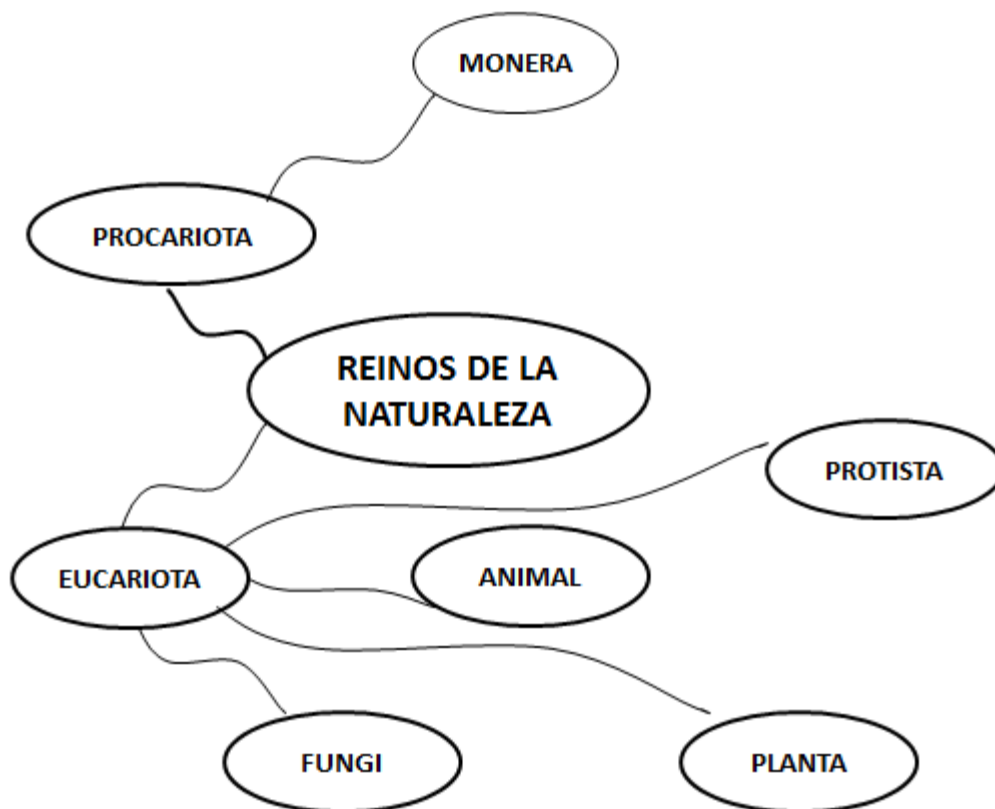 MONERA
PROCARIOTA
REINOS DE LA
NATURALEZA
PROTISTA
EUCARIOTA
ANIMAL
FUNGI
PLANTA